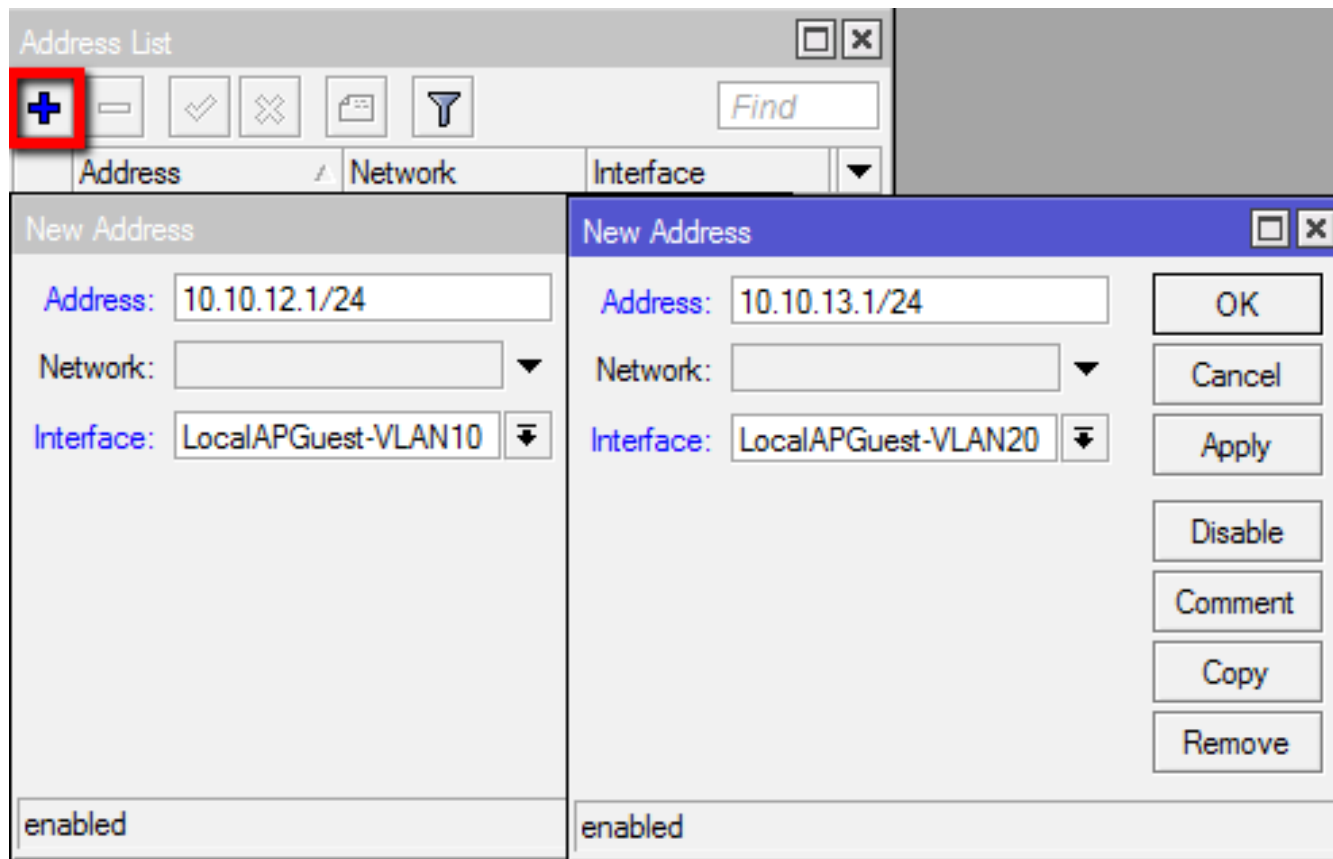 Address List
Find
Address Network Interface
New Address
Address: 10.10.12.1/24
Network:
Interface: LocalAPGuest-VLAN10
enabled
New Address
Address: 10.10.13.1/24
Network:
Interface: LocalAPGuest-VLAN20
OK
Cancel
Apply
Disable
Comment
Copy
Remove
enabled